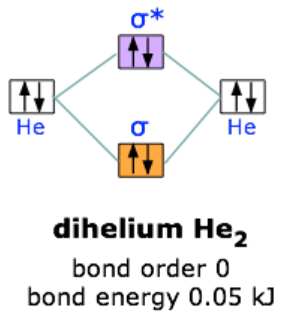 σ*
He He
σ
dihelium He₂
bond order 0
bond energy 0.05 kJ